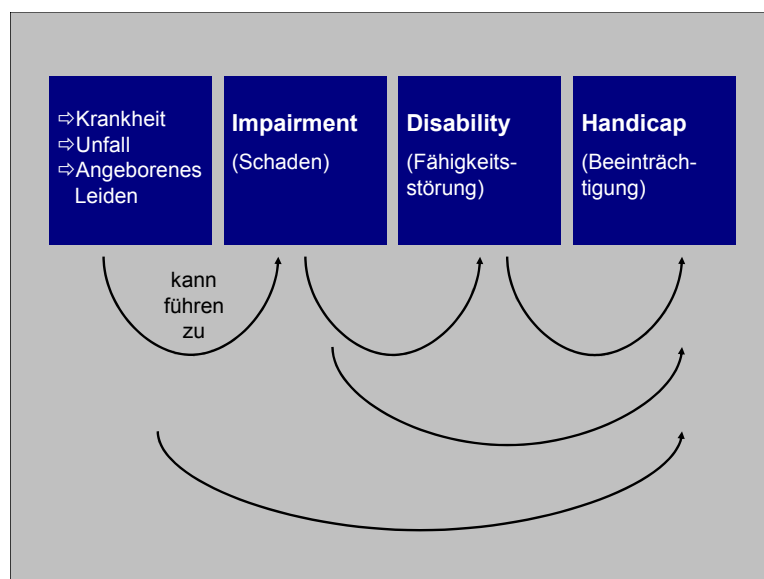 ⇨Krankheit
⇨Unfall
⇨Angeborenes
Leiden
Impairment
(Schaden)
Disability
(Fähigkeits-
störung)
Handicap
(Beeinträch-
tigung)
kann
führen
zu